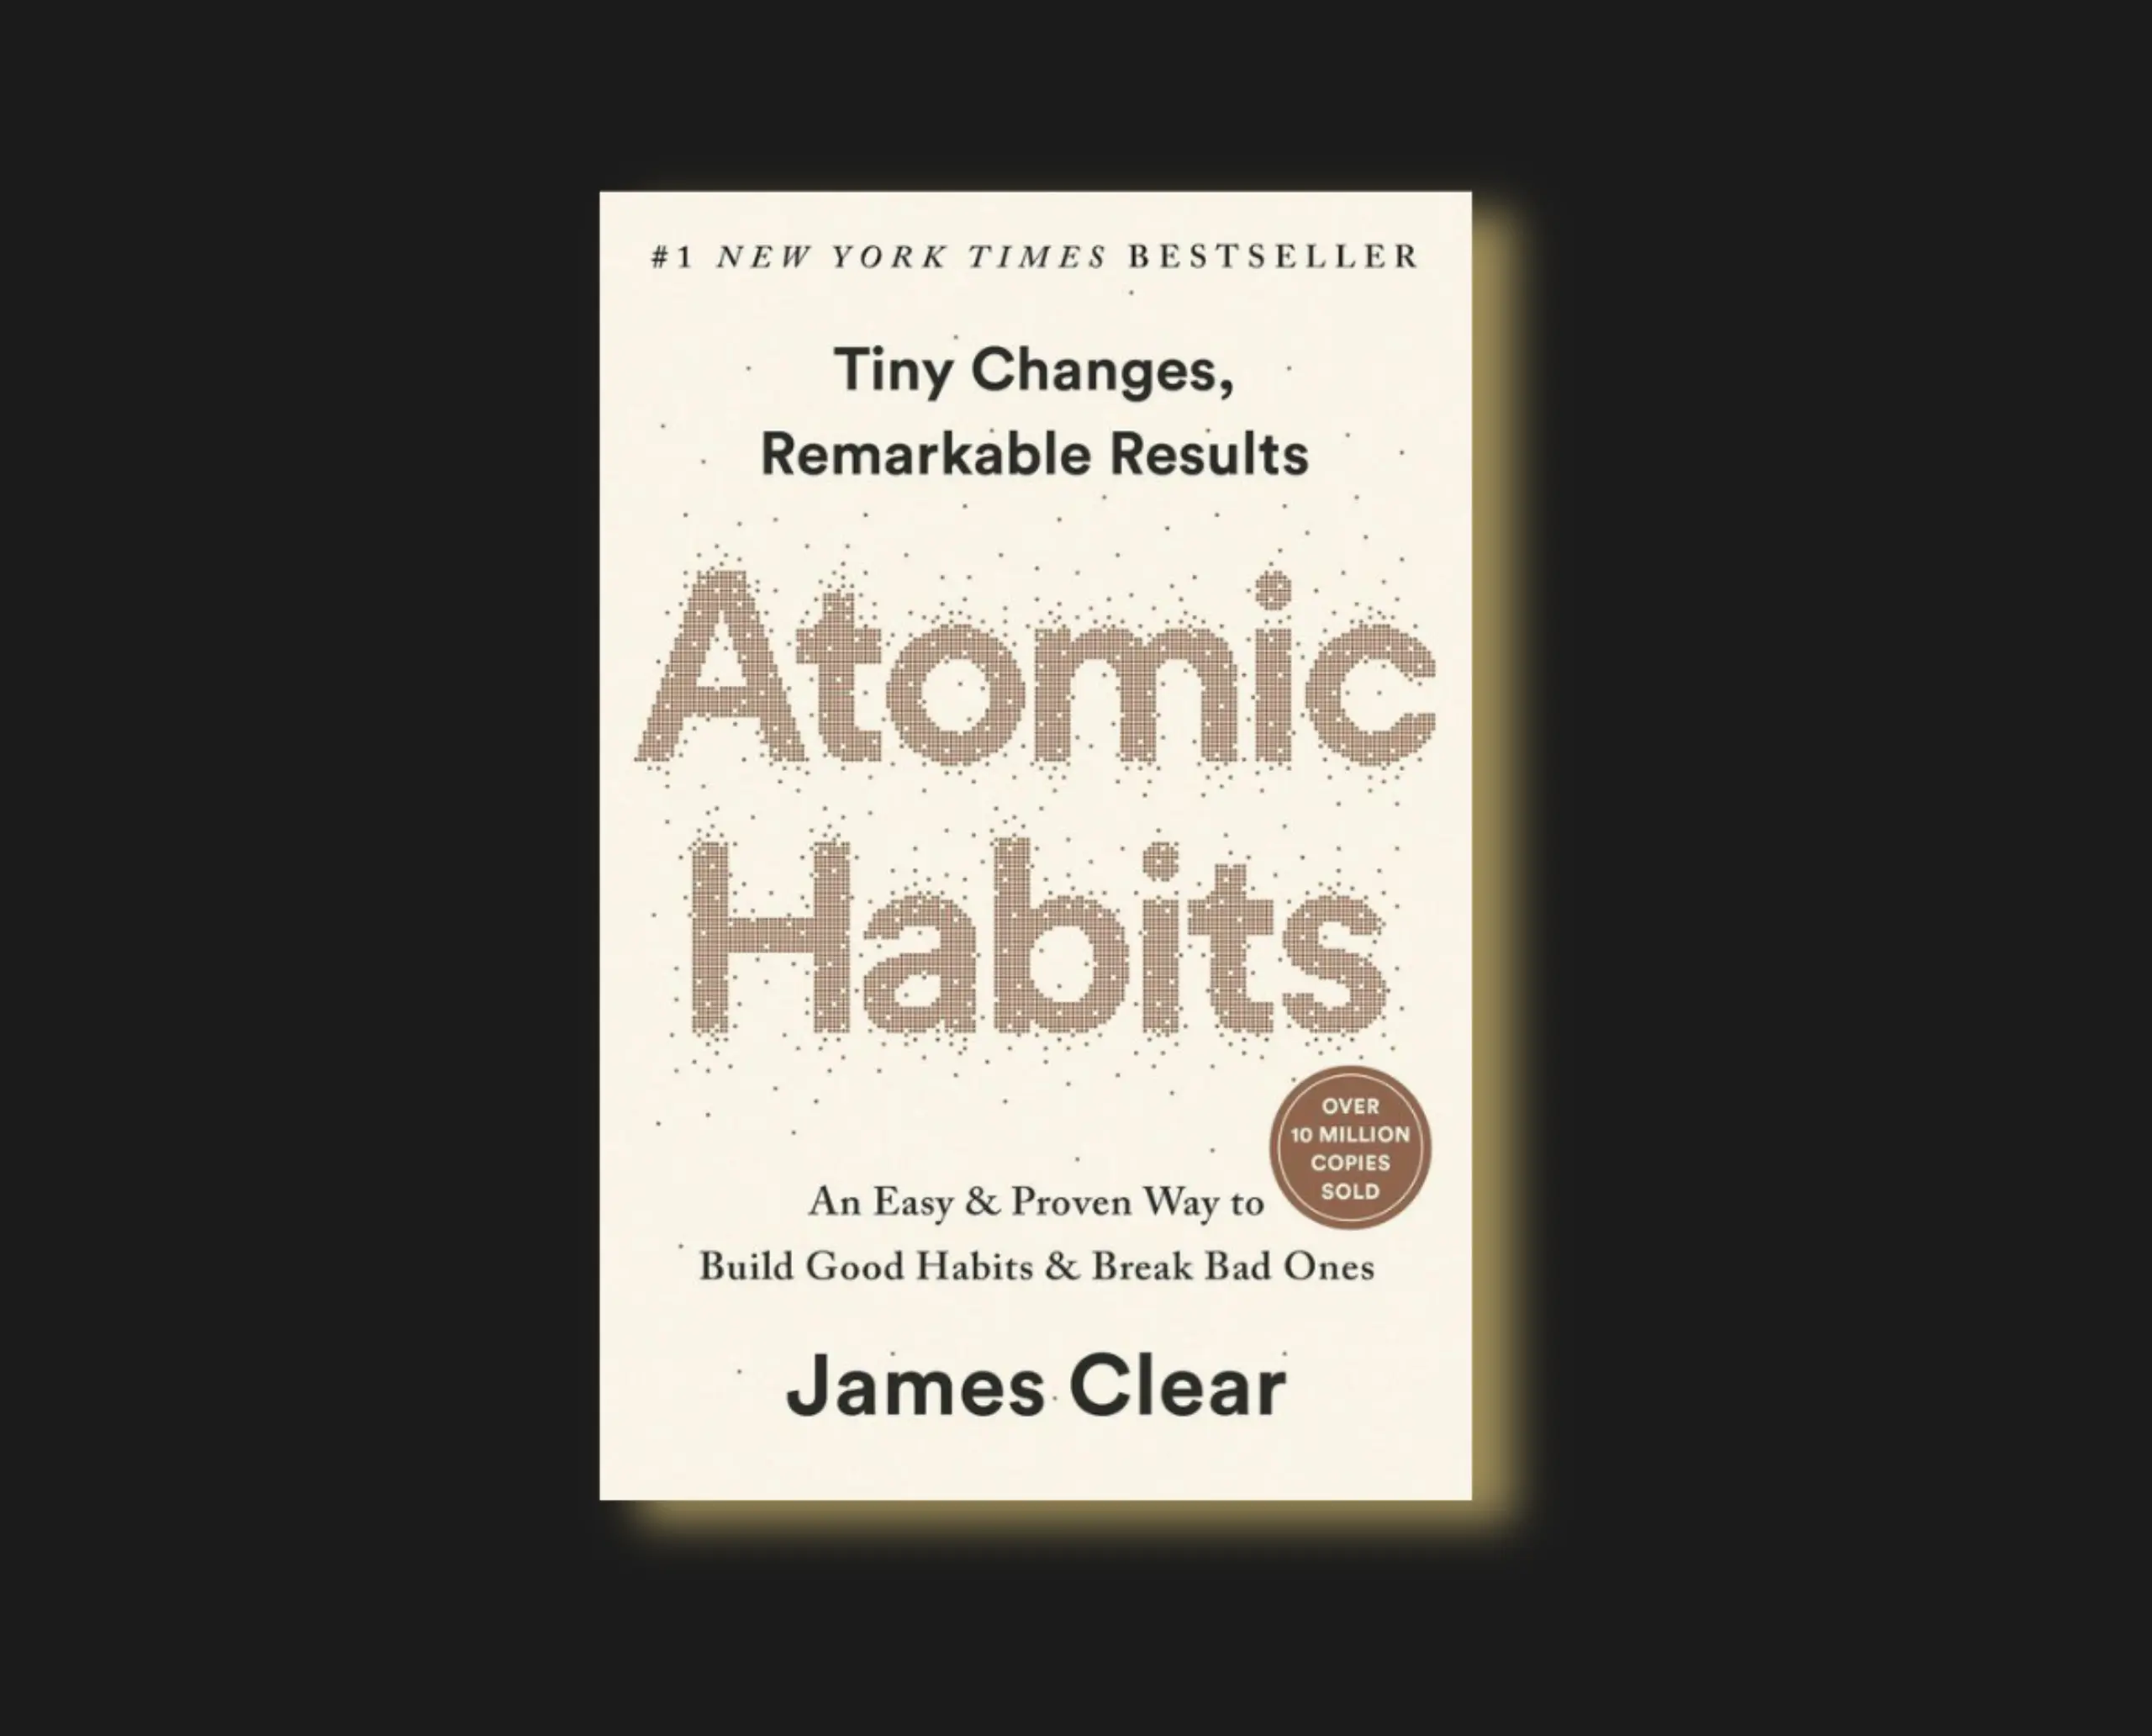 #1 NEW YORK TIMES BESTSELLER
Tiny Changes,
Remarkable Results
Atomic
Habits
OVER
10 MILLION
COPIES
SOLD
An Easy & Proven Way to
Build Good Habits & Break Bad Ones
James Clear